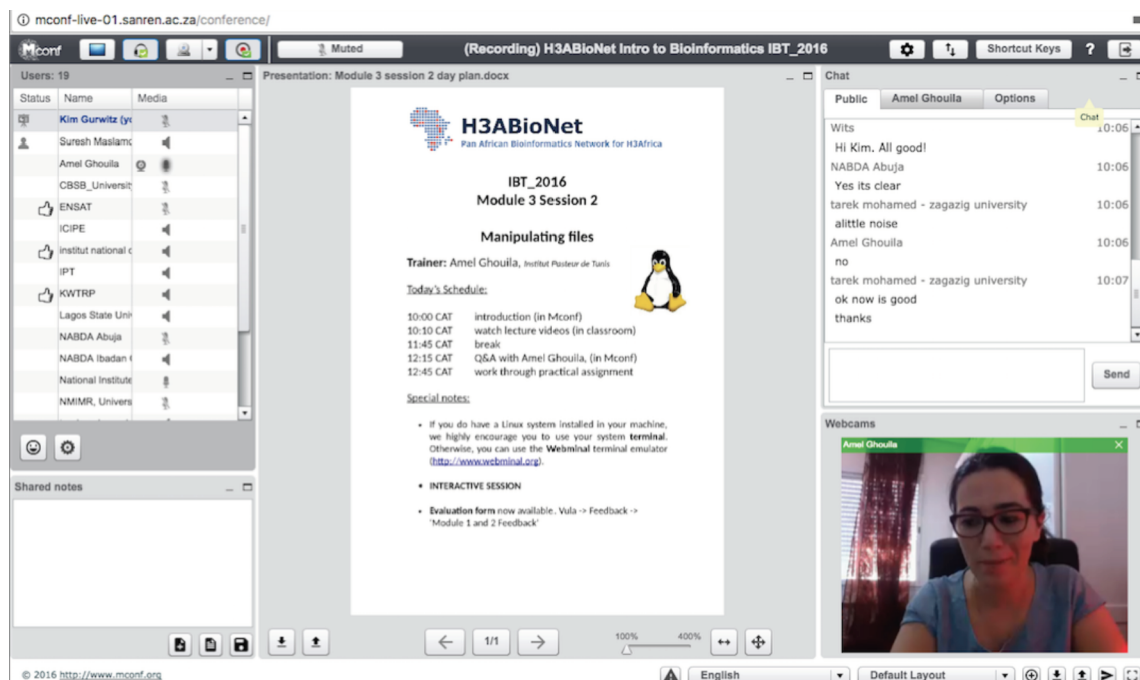 mconf-live-01.sanren.ac.za/conference/
Mconf
Muted
(Recording) H3ABioNet Intro to Bioinformatics IBT_2016
Shortcut Keys
?
Users: 19
Status Name Media
Kim Gurwitz (yo
Suresh Maslamo
Amel Ghouila
CBSB_Universit
ENSAT
ICIPE
institut national d
IPT
KWTRP
Lagos State Uni
NABDA Abuja
NABDA Ibadan
National Institute
NMIMR, Univers
Shared notes
Presentation: Module 3 session 2 day plan.docx
H3ABioNet
Pan African Bioinformatics Network for H3Africa
IBT_2016
Module 3 Session 2
Manipulating files
Trainer: Amel Ghouila, Institut Pasteur de Tunis
Today's Schedule:
10:00 CAT introduction (in Mconf)
10:10 CAT watch lecture videos (in classroom)
11:45 CAT break
12:15 CAT Q&A with Amel Ghouila, (in Mconf)
12:45 CAT work through practical assignment
Special notes:
• If you do have a Linux system installed in your machine,
we highly encourage you to use your system terminal.
Otherwise, you can use the Webminal terminal emulator
(http://www.webminal.org).
• INTERACTIVE SESSION
• Evaluation form now available. Vula -> Feedback ->
'Module 1 and 2 Feedback'
1/1
100% 400%
Chat
Public Amel Ghouila Options
Chat
Wits 10:06
Hi Kim. All good!
NABDA Abuja 10:06
Yes its clear
tarek mohamed - zagazig university 10:06
alittle noise
Amel Ghouila 10:06
no
tarek mohamed - zagazig university 10:07
ok now is good
thanks
Send
Webcams
Amel Ghouila
© 2016 http://www.mconf.org
English
Default Layout